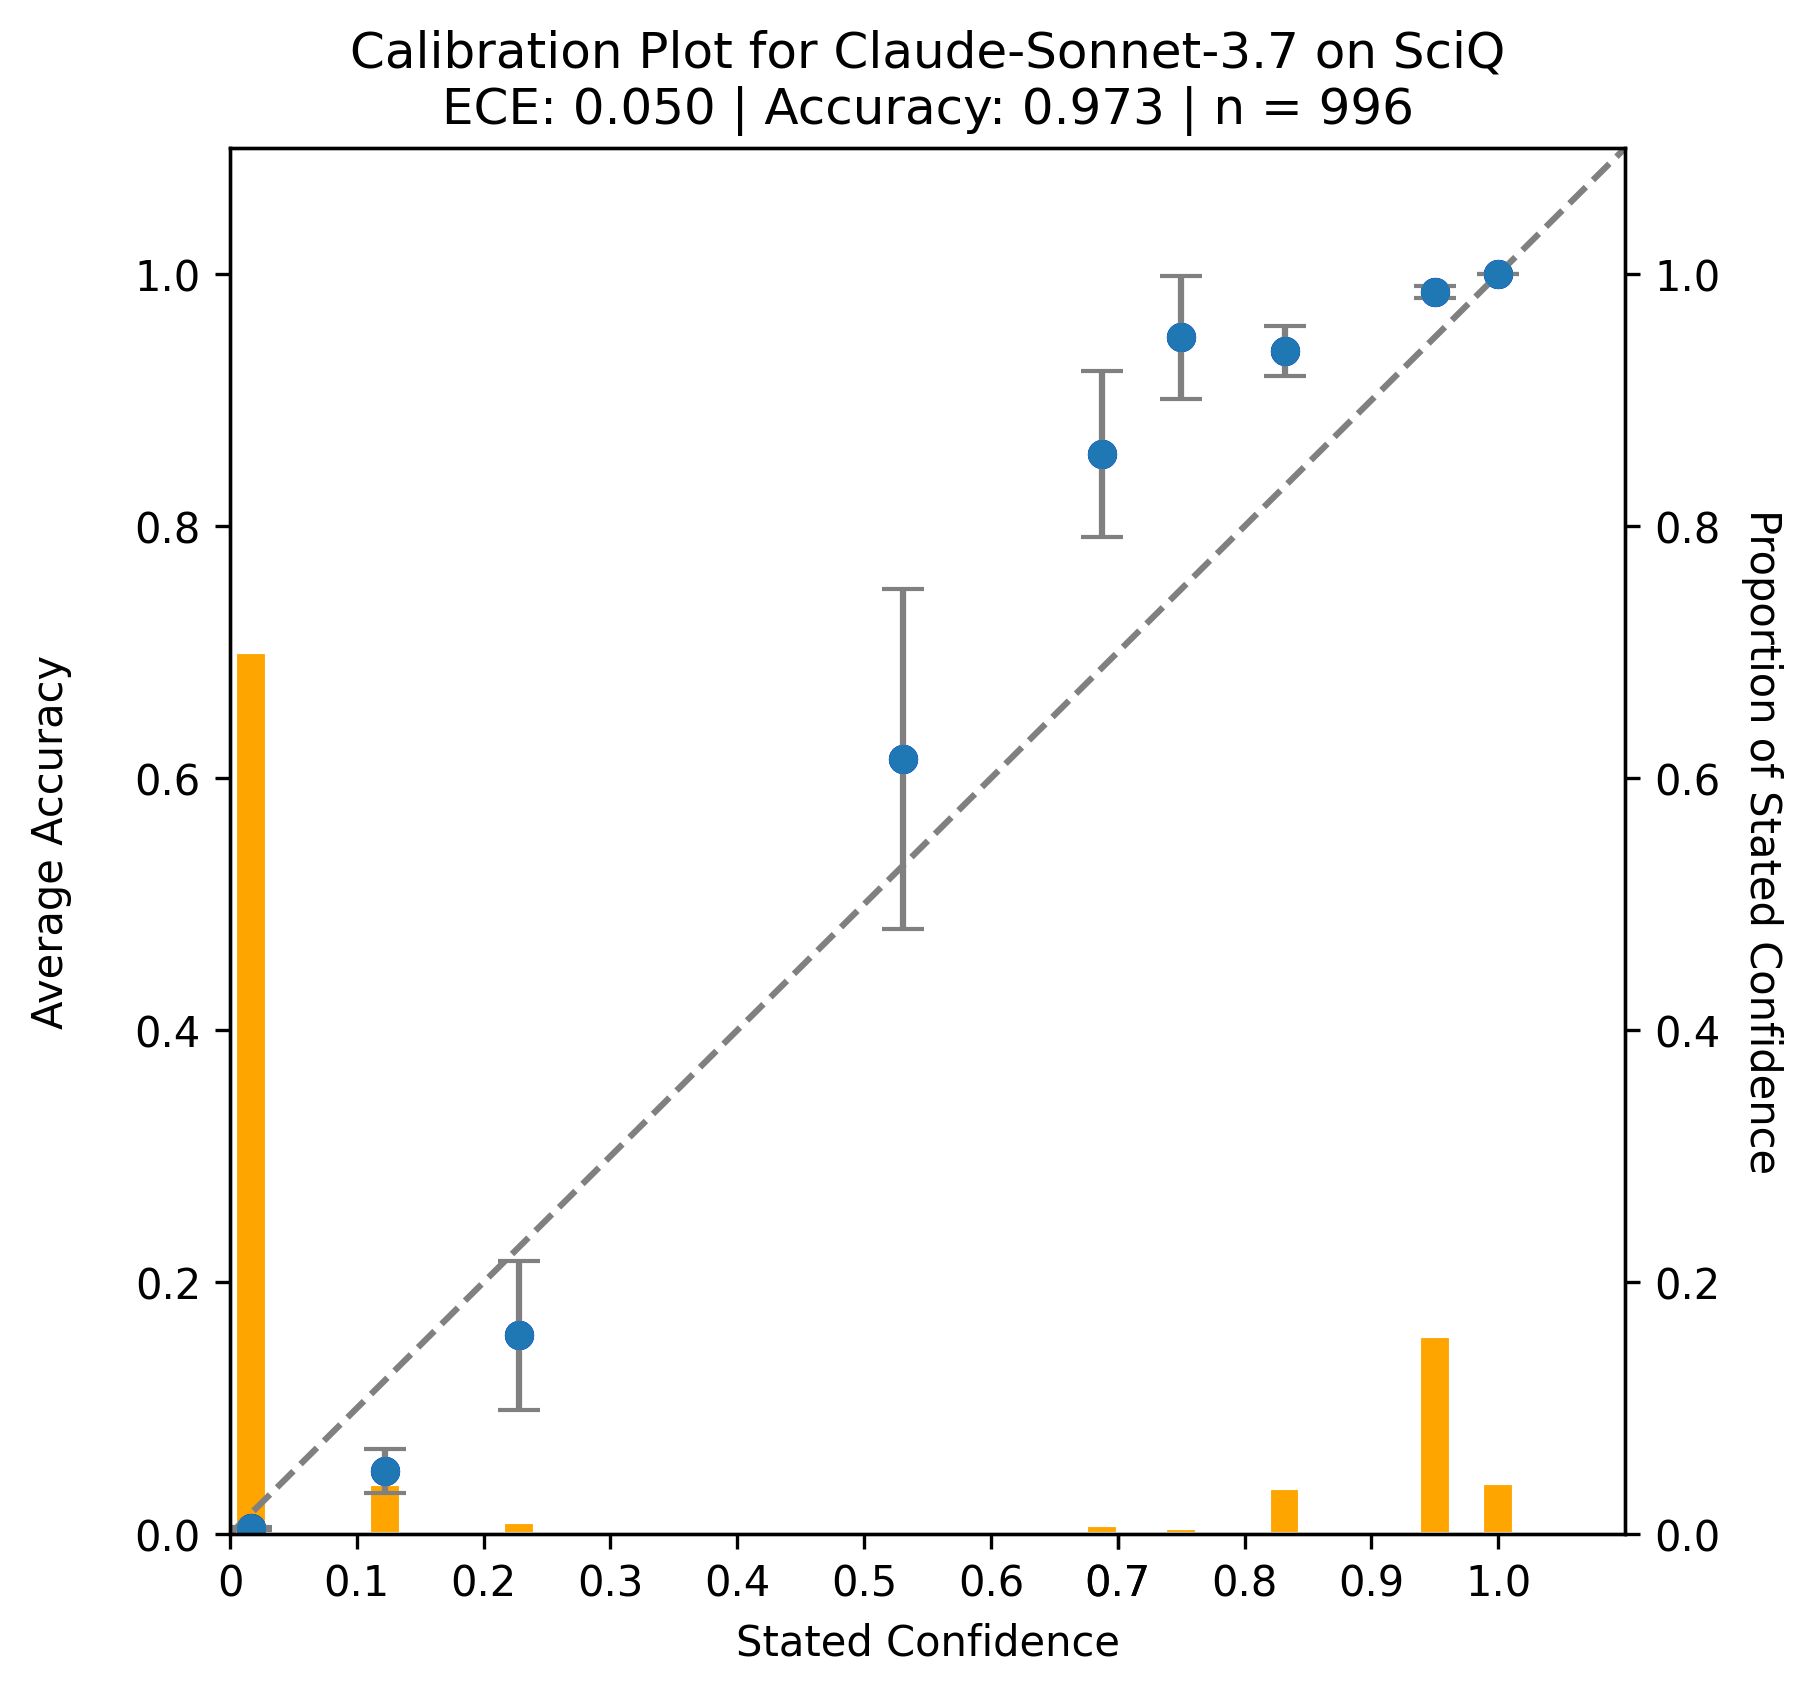 Calibration Plot for Claude-Sonnet-3.7 on SciQ
ECE: 0.050 | Accuracy: 0.973 | n = 996
Average Accuracy
1.0
0.8
0.6
0.4
0.2
0.0
0 0.1 0.2 0.3 0.4 0.5 0.6 0.7 0.8 0.9 1.0
Stated Confidence
1.0
0.8
0.6
0.4
0.2
0.0
Proportion of Stated Confidence